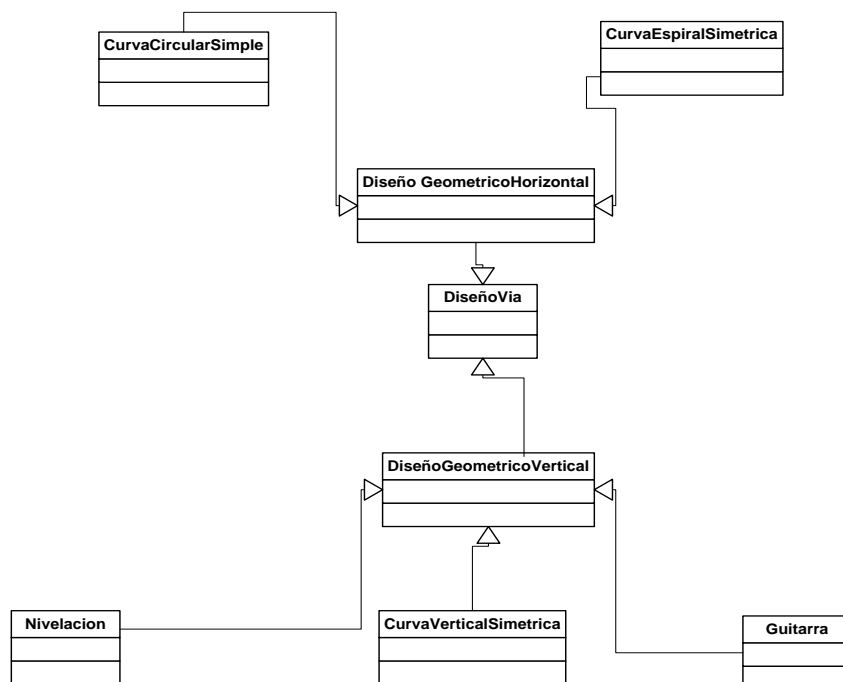 CurvaCircularSimple
CurvaEspiralSimetrica
Diseño GeometricoHorizontal
DiseñoVia
DiseñoGeometricoVertical
Nivelacion
CurvaVerticalSimetrica
Guitarra